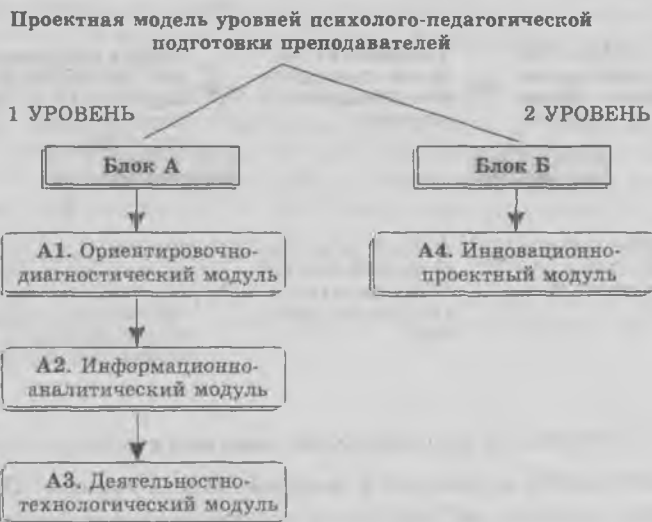 Проектная модель уровней психолого-педагогической
подготовки преподавателей
1 УРОВЕНЬ
2 УРОВЕНЬ
Блок А
Блок Б
А1. Ориентировочно-
диагностический модуль
А4. Инновационно-
проектный модуль
А2. Информационно-
аналитический модуль
А3. Деятельностно-
технологический модуль